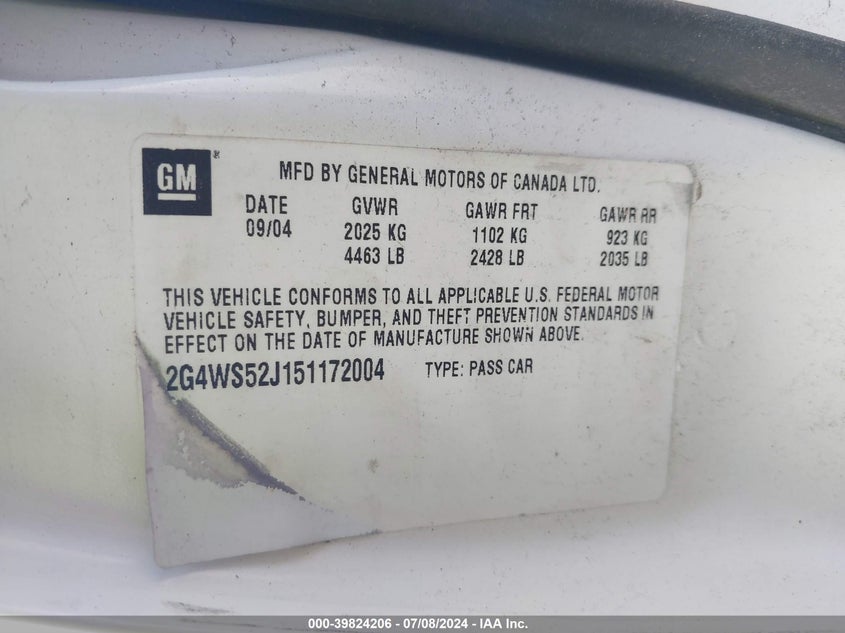 GM®
MFD BY GENERAL MOTORS OF CANADA LTD.
DATE GVWR GAWR FRT GAWR RR
09/04 2025 KG 1102 KG 923 KG
4463 LB 2428 LB 2035 LB
THIS VEHICLE CONFORMS TO ALL APPLICABLE U.S. FEDERAL MOTOR
VEHICLE SAFETY, BUMPER, AND THEFT PREVENTION STANDARDS IN
EFFECT ON THE DATE OF MANUFACTURE SHOWN ABOVE.
2G4WS52J151172004 TYPE: PASS CAR
000-39824206 - 07/08/2024 - IAA Inc.